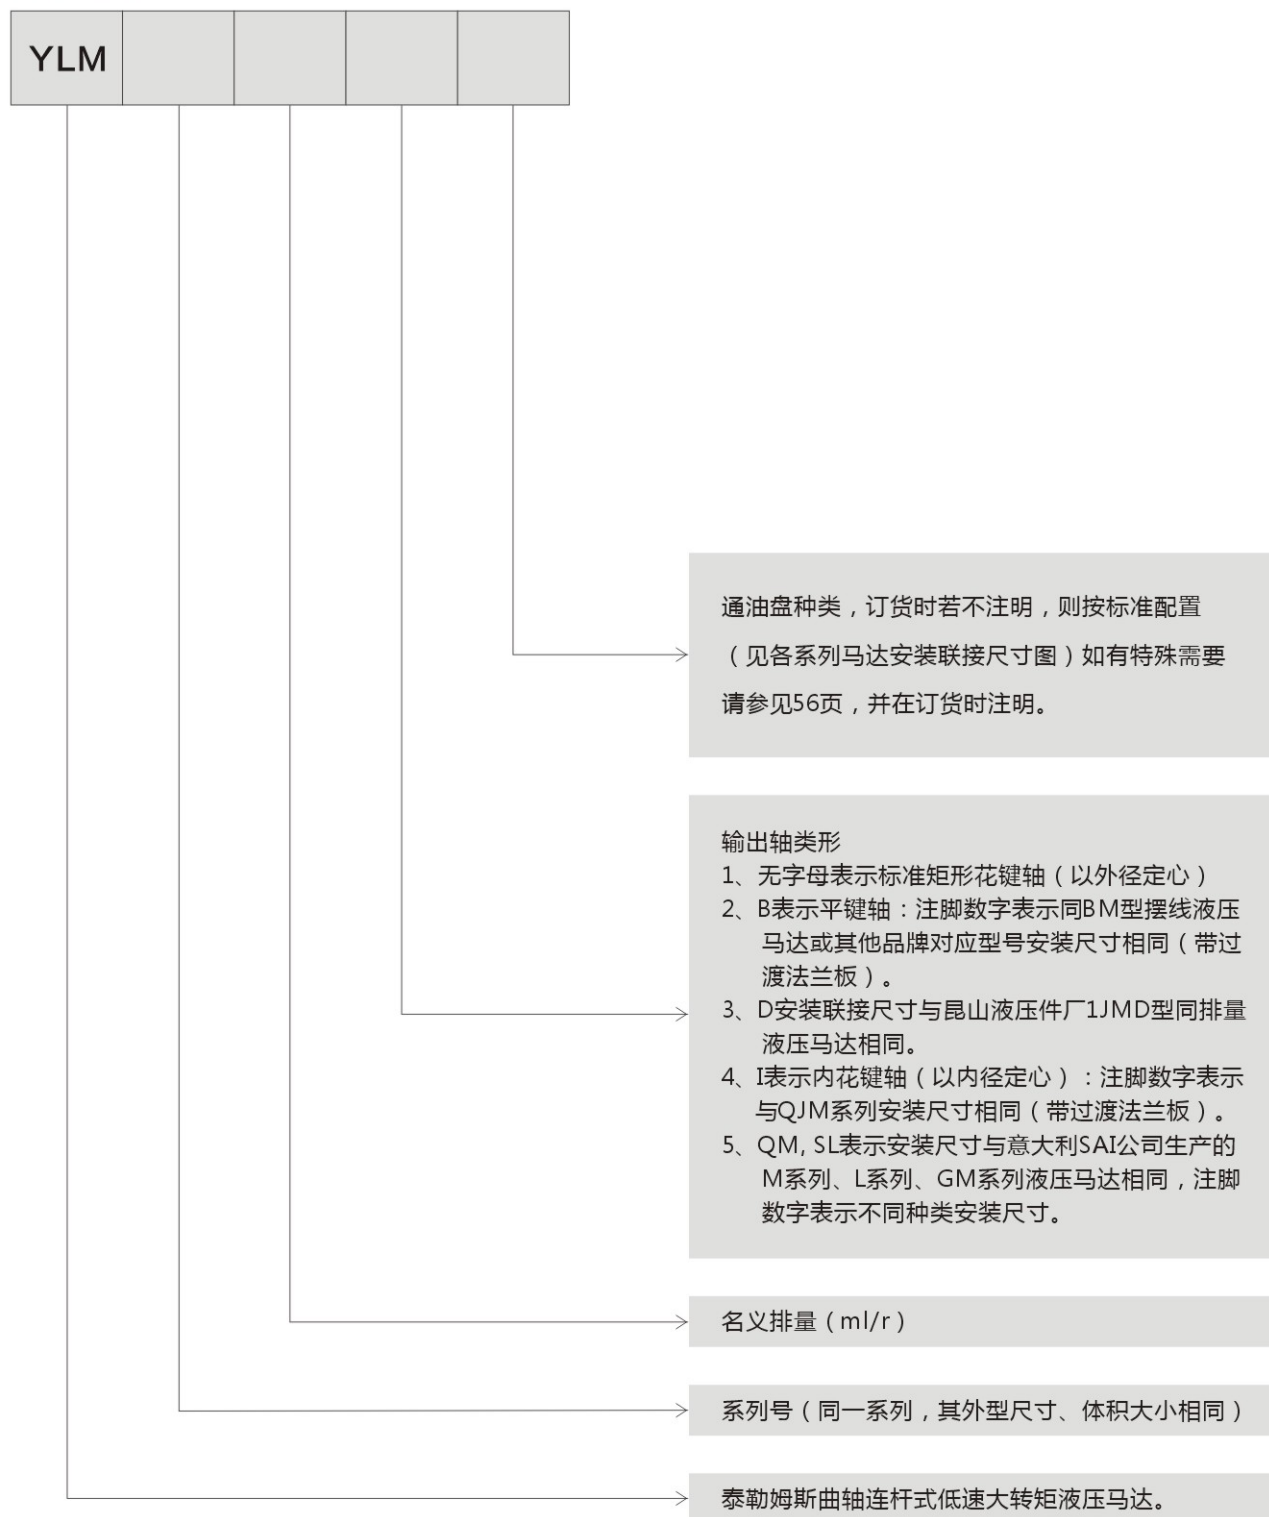 YLM
通油盘种类，订货时若不注明，则按标准配置
（见各系列马达安装联接尺寸图）如有特殊需要
请参见56页，并在订货时注明。
输出轴类形
1、无字母表示标准矩形花键轴（以外径定心）
2、B表示平键轴：注脚数字表示同BM型摆线液压
马达或其他品牌对应型号安装尺寸相同（带过
渡法兰板）。
3、D安装联接尺寸与昆山液压件厂1JMD型同排量
液压马达相同。
4、I表示内花键轴（以内径定心）：注脚数字表示
与QJM系列安装尺寸相同（带过渡法兰板）。
5、QM, SL表示安装尺寸与意大利SAI公司生产的
M系列、L系列、GM系列液压马达相同，注脚
数字表示不同种类安装尺寸。
名义排量（ml/r）
系列号（同一系列，其外型尺寸、体积大小相同）
泰勒姆斯曲轴连杆式低速大转矩液压马达。